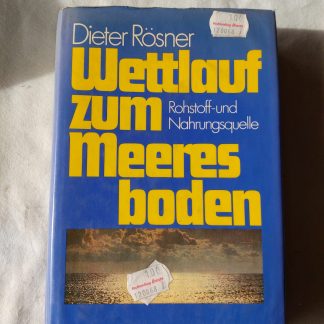 Dieter Rösner
Wettlauf
zum
Rohstoff-und
Nahrungsquelle
Meeres
boden